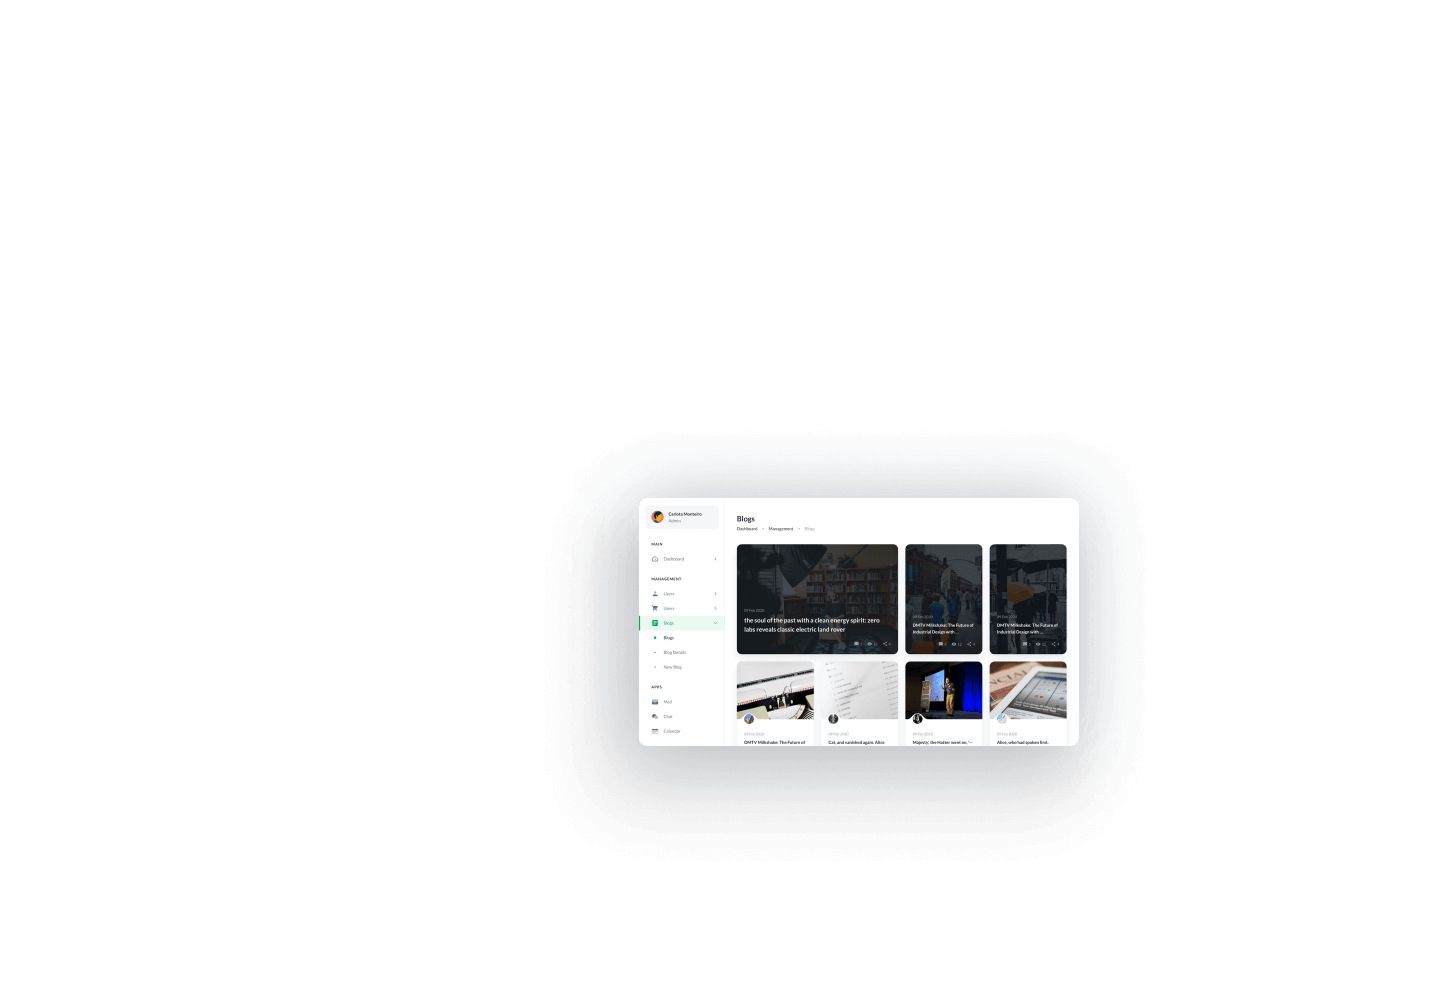 Carlota Monteiro
Admin
MAIN
Dashboard
MANAGEMENT
Users
Users
Blogs
Blogs
Blog Details
New Blog
APPS
Mail
Chat
Calendar
Blogs
Dashboard • Management • Blogs
09 Feb 2020
the soul of the past with a clean energy spirit: zero
labs reveals classic electric land rover
09 Feb 2020
DMTV Milkshake: The Future of
Industrial Design with ...
09 Feb 2020
DMTV Milkshake: The Future of
Industrial Design with ...
09 Feb 2020
DMTV Milkshake: The Future of
09 Feb 2020
Cat, and vanished again. Alice
09 Feb 2020
Majesty,' the Hatter went on, '--
09 Feb 2020
Alice, who had spoken first.